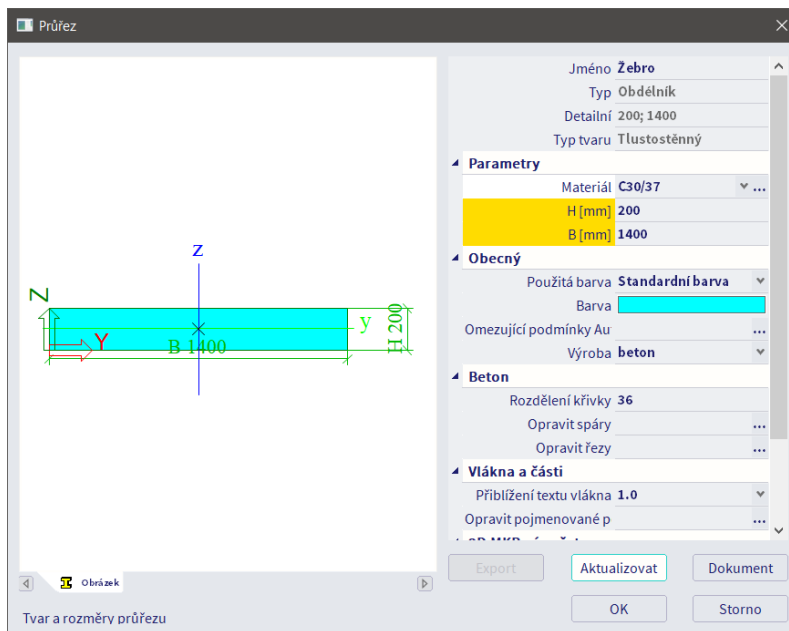 Průřez
Z
Z
Y
y
B 1400
H 200
Obrázek
Tvar a rozměry průřezu
Jméno Žebro
Typ Obdélník
Detailní 200; 1400
Typ tvaru Tlustostěnný
Parametry
Materiál C30/37
H [mm] 200
B [mm] 1400
Obecný
Použitá barva Standardní barva
Barva
Omezující podmínky Au
Výroba beton
Beton
Rozdělení křivky 36
Opravit spáry
Opravit řezy
Vlákna a části
Přiblížení textu vlákna 1.0
Opravit pojmenované p
Export Aktualizovat Dokument
OK Storno